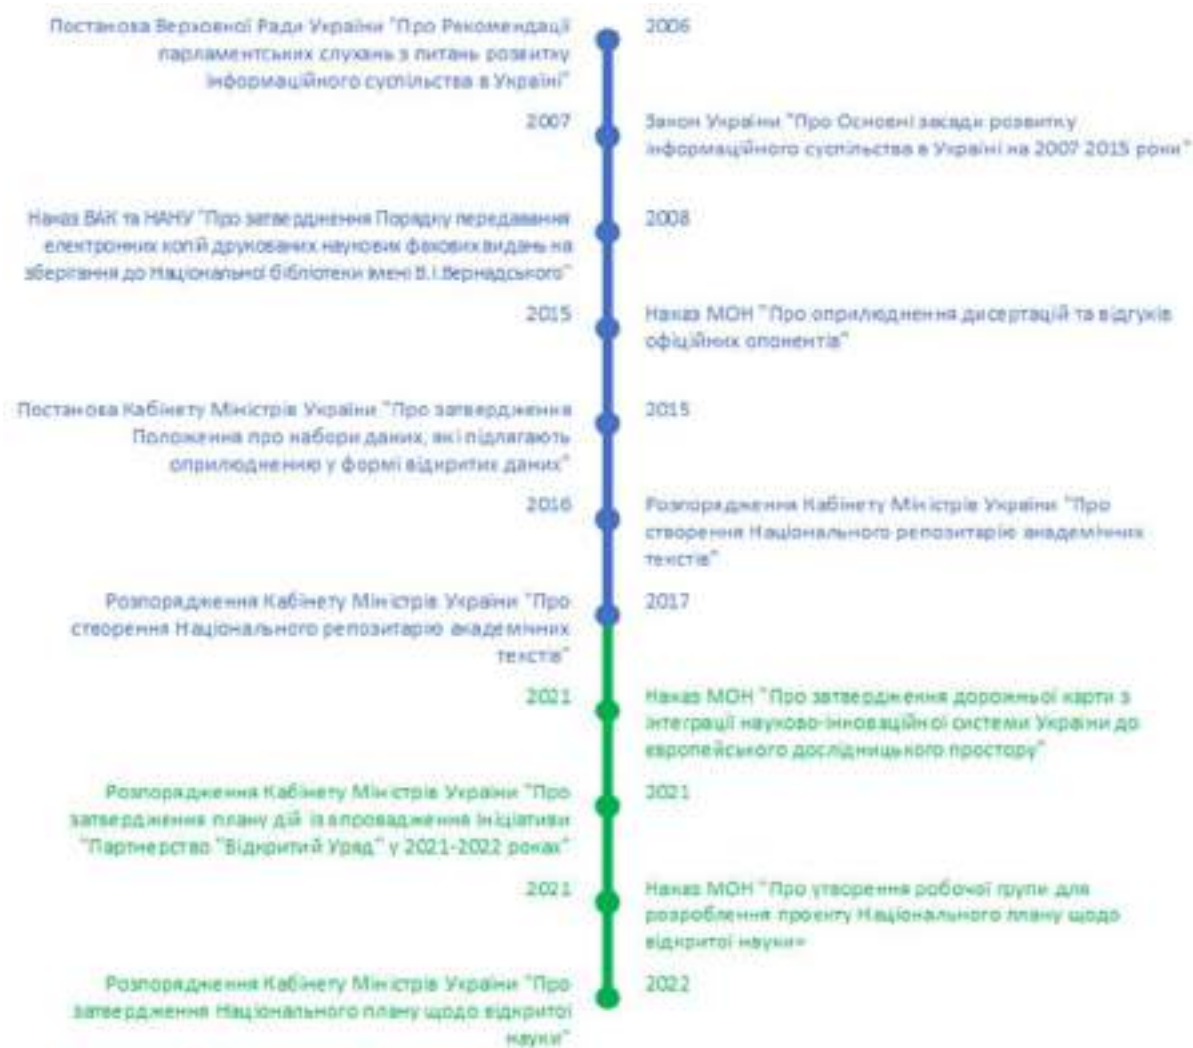 Постанова Верховної Ради України "Про Рекомендації
парламентських слухань з питань розвитку
інформаційного суспільства в Україні"
2006
2007
Закон України "Про Основні засади розвитку
інформаційного суспільства в Україні на 2007 2015 роки"
Наказ ВАК та НАНУ "Про затвердження Порядку передавання
електронних копій друкованих наукових фахових видань на
зберігання до Національної бібліотеки імені В.І.Вернадського"
2008
2015
Наказ МОН "Про оприлюднення дисертацій та відгуків
офіційних опонентів"
Постанова Кабінету Міністрів України "Про затвердження
Положення про набори даних, які підлягають
оприлюдненню у формі відкритих даних"
2015
2016
Розпорядження Кабінету Міністрів України "Про
створення Національного репозитарію академічних
текстів"
Розпорядження Кабінету Міністрів України "Про
створення Національного репозитарію академічних
текстів"
2017
2021
Наказ МОН "Про затвердження дорожньої карти з
інтеграції науково-інноваційної системи України до
європейського дослідницького простору"
Розпорядження Кабінету Міністрів України "Про
затвердження плану дій із впровадження Ініціативи
"Партнерство "Відкритий Уряд" у 2021-2022 роках"
2021
2021
Наказ МОН "Про утворення робочої групи для
розроблення проекту Національного плану щодо
відкритої науки»
Розпорядження Кабінету Міністрів України "Про
затвердження Національного плану щодо відкритої
науки"
2022